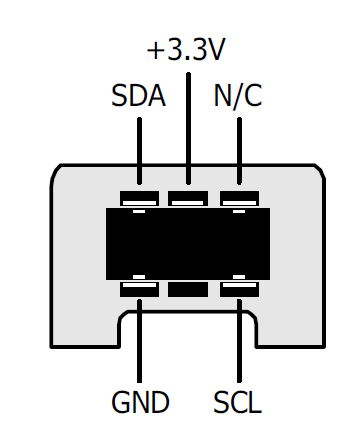 +3.3V
SDA
N/C
GND
SCL